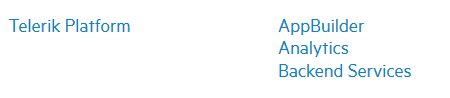 Telerik Platform
AppBuilder
Analytics
Backend Services